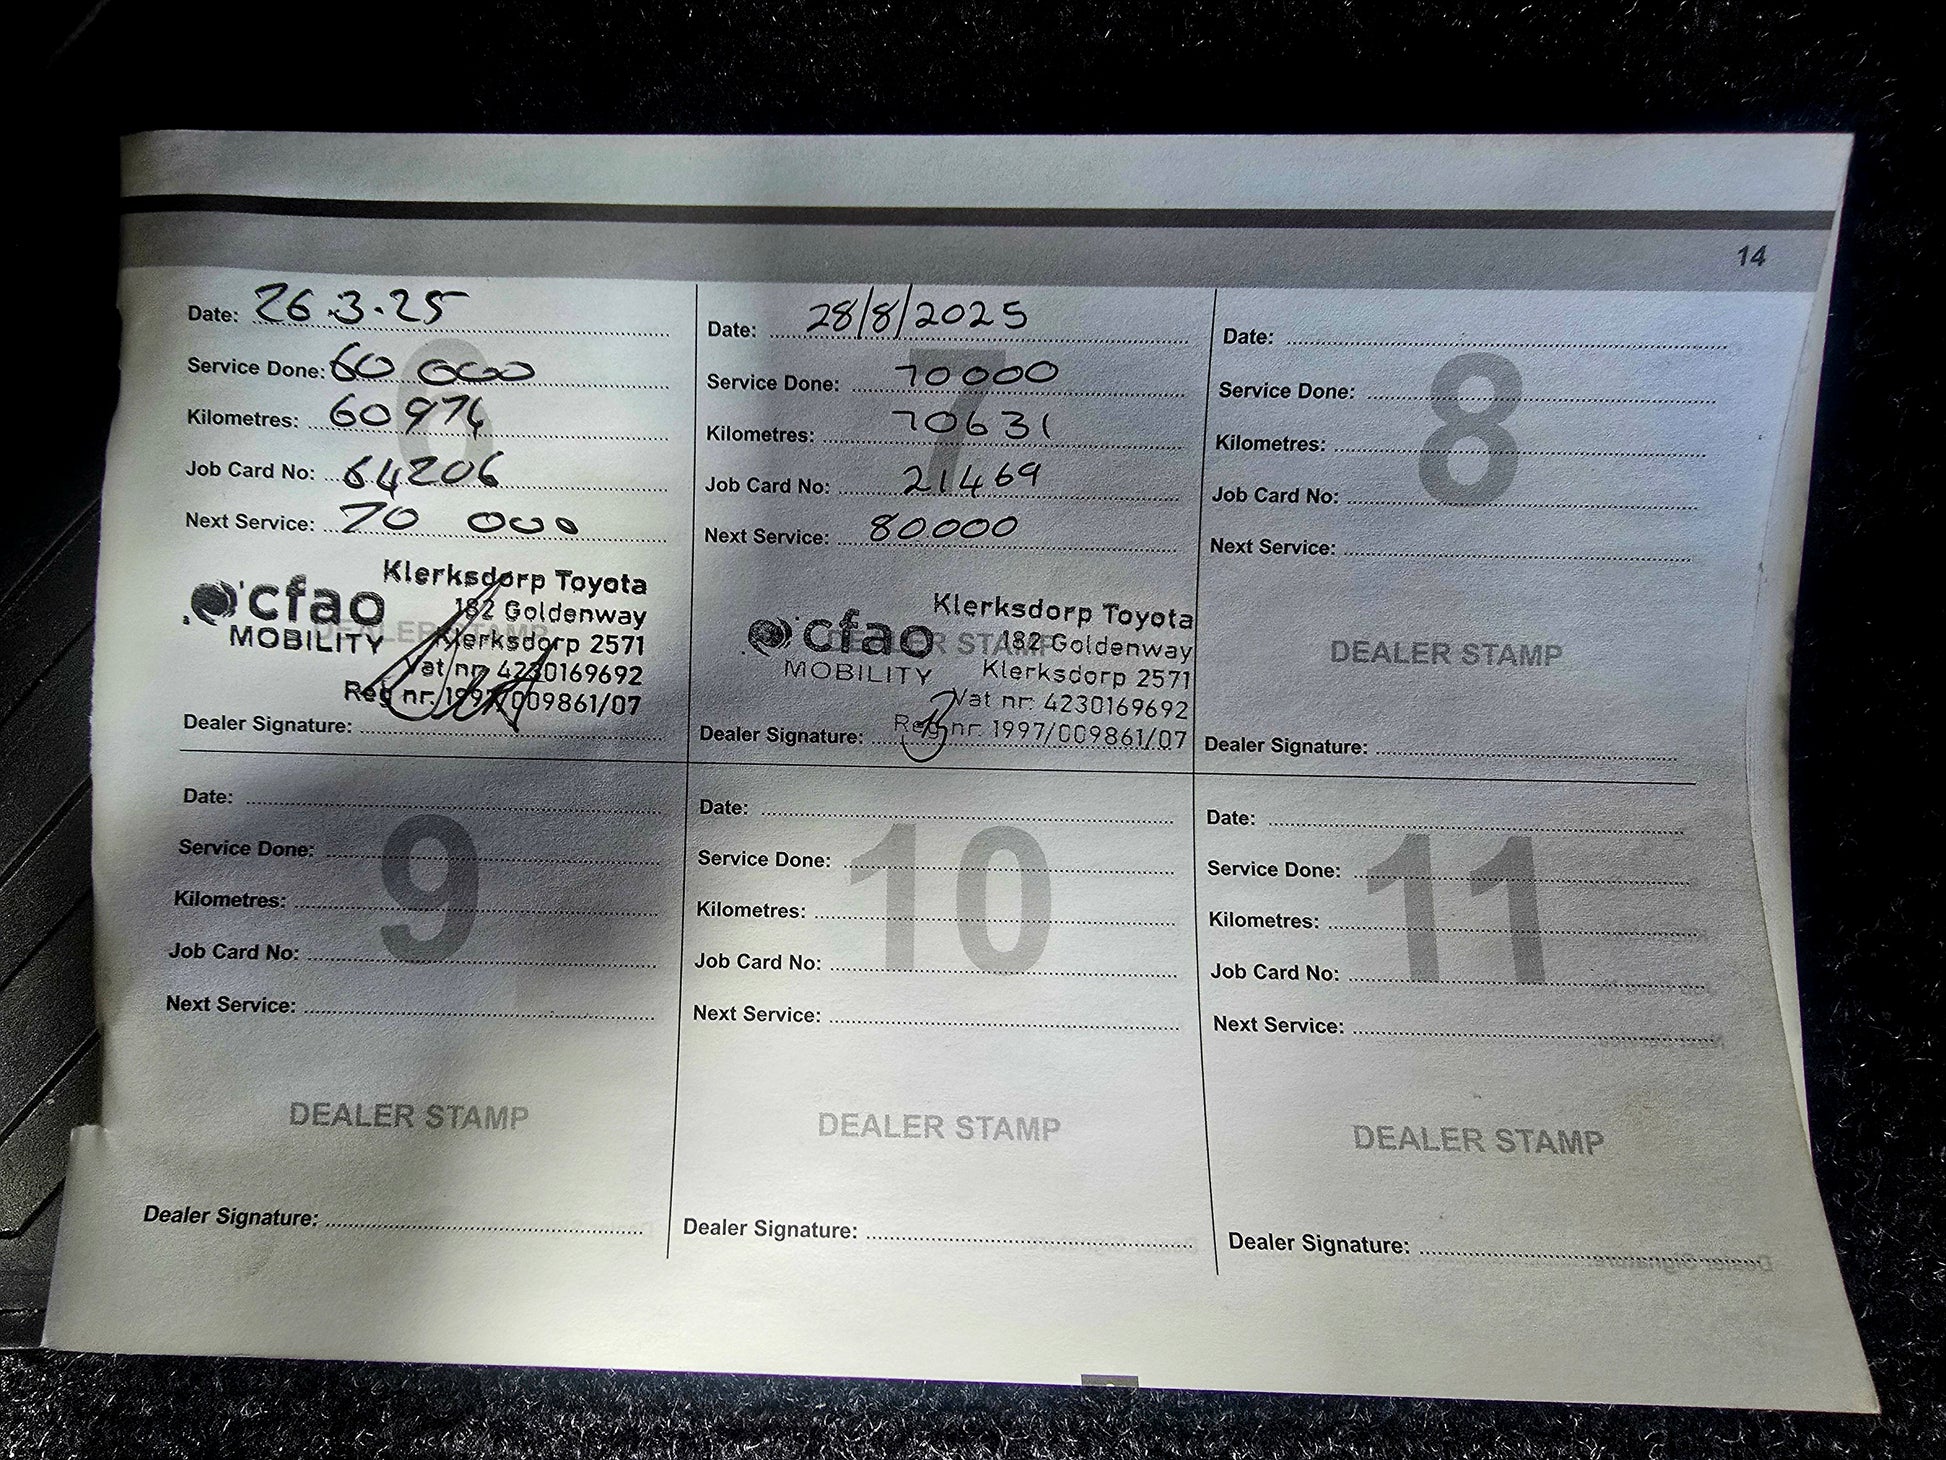 14
Date: 26.3.25
Service Done: 60 000
Kilometres: 60974
Job Card No: 64206
Next Service: 70 000
6
cfao
MOBILITY
DEALER STAMP
Klerksdorp Toyota
182 Goldenway
Klerksdorp 2571
Vat nr: 4230169692
Reg nr. 1997/009861/07
Dealer Signature:
Date: 28/8/2025
Service Done: 70000
Kilometres: 70631
Job Card No: 21469
Next Service: 80000
7
cfao
MOBILITY
DEALER STAMP
Klerksdorp Toyota
182 Goldenway
Klerksdorp 2571
Vat nr: 4230169692
Reg nr. 1997/009861/07
Dealer Signature:
Date:
Service Done:
Kilometres:
Job Card No:
Next Service:
8
DEALER STAMP
Dealer Signature:
Date:
Service Done:
Kilometres:
Job Card No:
Next Service:
9
DEALER STAMP
Dealer Signature:
Date:
Service Done:
Kilometres:
Job Card No:
Next Service:
10
DEALER STAMP
Dealer Signature:
Date:
Service Done:
Kilometres:
Job Card No:
Next Service:
11
DEALER STAMP
Dealer Signature: